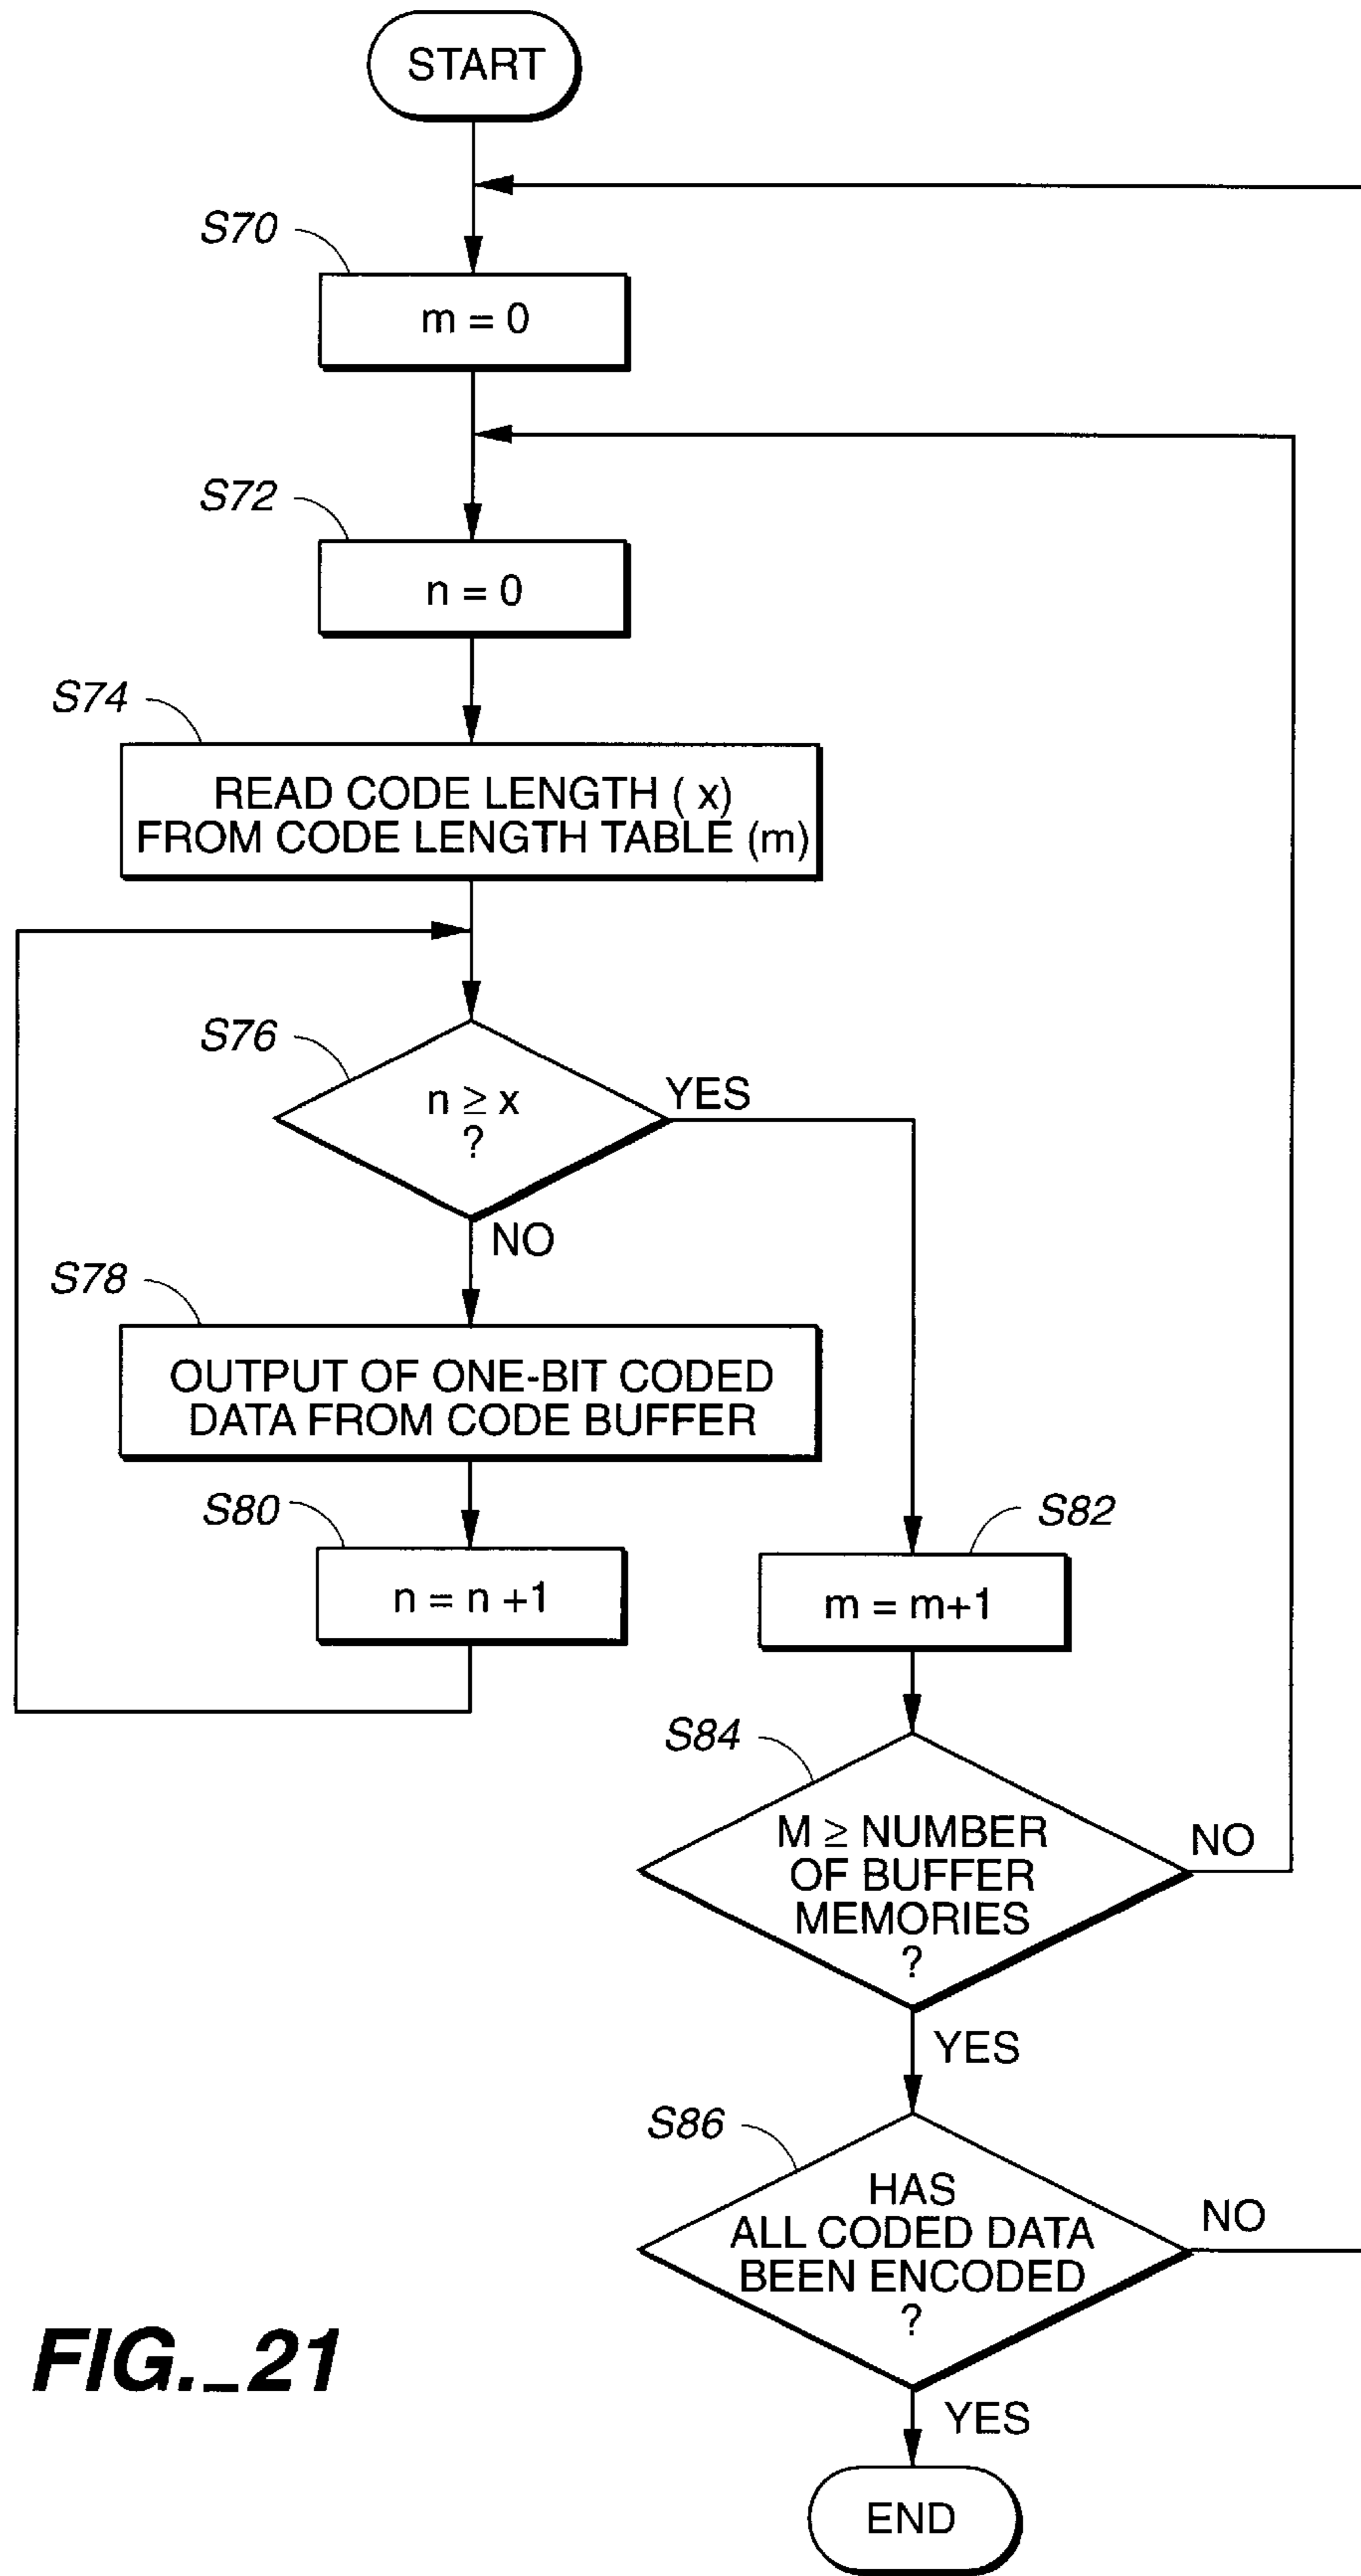 START
S70
m = 0
S72
n = 0
S74
READ CODE LENGTH ( x)
FROM CODE LENGTH TABLE (m)
S76
n ≥ x
?
YES
NO
S78
OUTPUT OF ONE-BIT CODED
DATA FROM CODE BUFFER
S80
n = n +1
S82
m = m+1
S84
M ≥ NUMBER
OF BUFFER
MEMORIES
?
NO
YES
S86
HAS
ALL CODED DATA
BEEN ENCODED
?
NO
YES
END
FIG._21